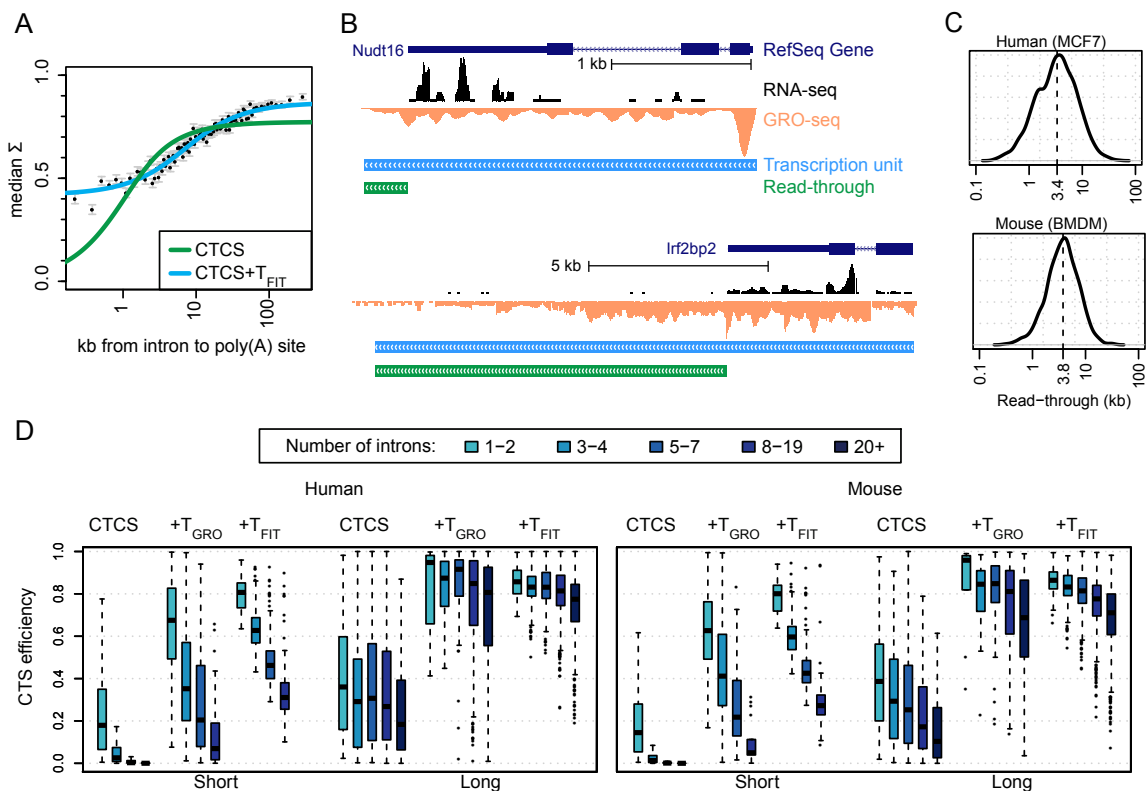 A
1.0
0.5
0.0
median Σ
CTCS
CTCS+T_FIT
1
10
100
kb from intron to poly(A) site
B
Nudt16
RefSeq Gene
1 kb
RNA-seq
GRO-seq
Transcription unit
Read-through
Irf2bp2
5 kb
C
Human (MCF7)
0.1
1
3.4
10
100
Mouse (BMDM)
0.1
1
3.8
10
100
Read-through (kb)
D
Number of introns:
1-2
3-4
5-7
8-19
20+
Human
Mouse
CTCS
+T_GRO
+T_FIT
CTCS
+T_GRO
+T_FIT
CTCS
+T_GRO
+T_FIT
CTCS
+T_GRO
+T_FIT
CTS efficiency
1.0
0.8
0.6
0.4
0.2
0.0
Short
Long
Short
Long